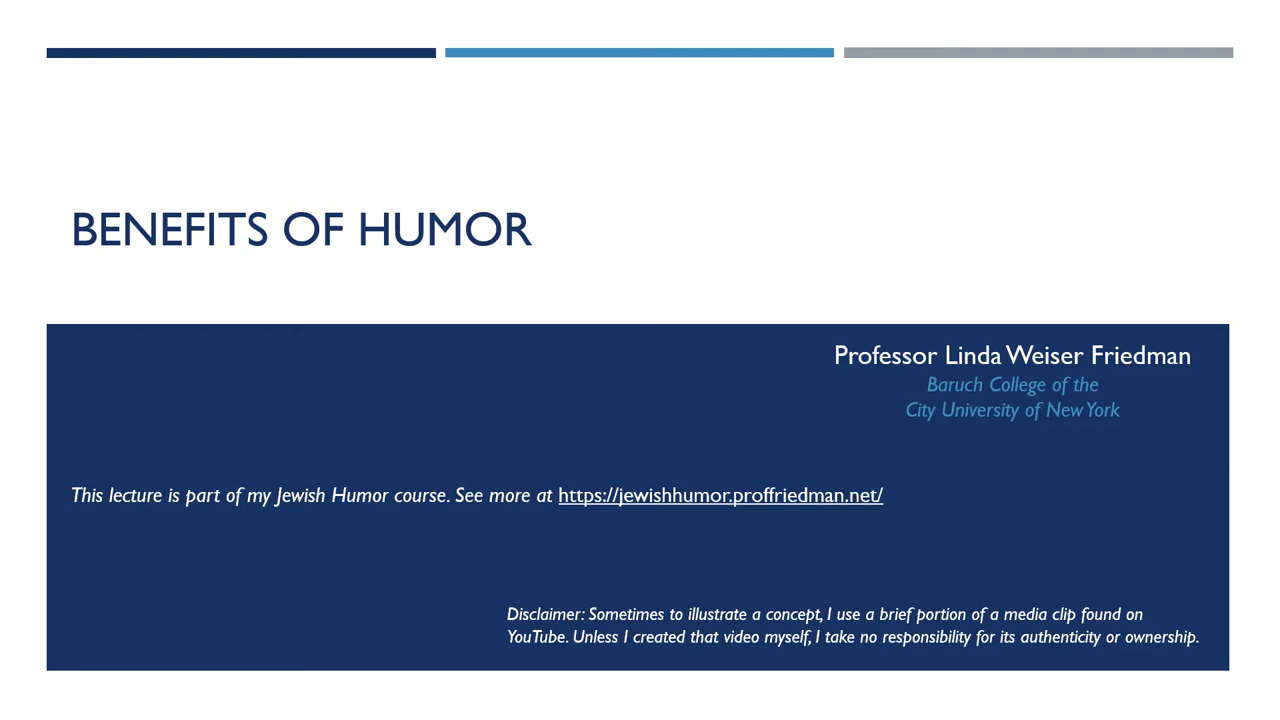 BENEFITS OF HUMOR
Professor Linda Weiser Friedman
Baruch College of the
City University of New York
This lecture is part of my Jewish Humor course. See more at https://jewishhumor.proffriedman.net/
Disclaimer: Sometimes to illustrate a concept, I use a brief portion of a media clip found on
YouTube. Unless I created that video myself, I take no responsibility for its authenticity or ownership.